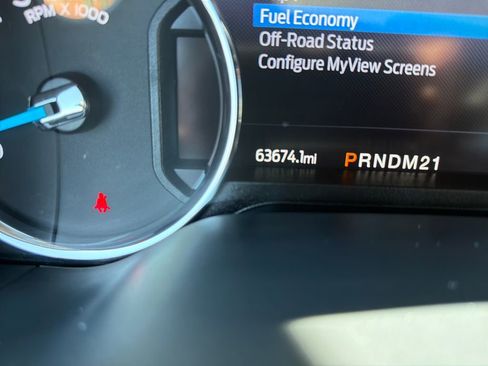 RPM X 1000
Fuel Economy
Off-Road Status
Configure MyView Screens
63674.1mi PRNDM21